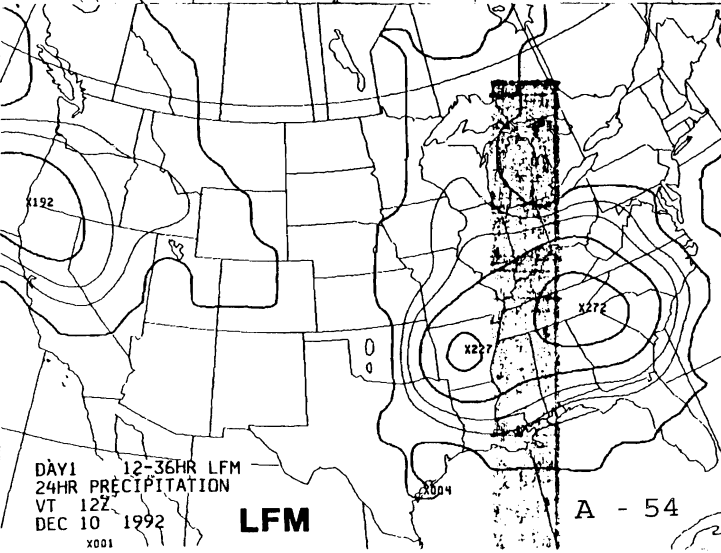 X192
X272
X227
DAY1 12-36HR LFM
24HR PRECIPITATION
VT 12Z
DEC 10 1992
X004
LFM
A - 54
X001